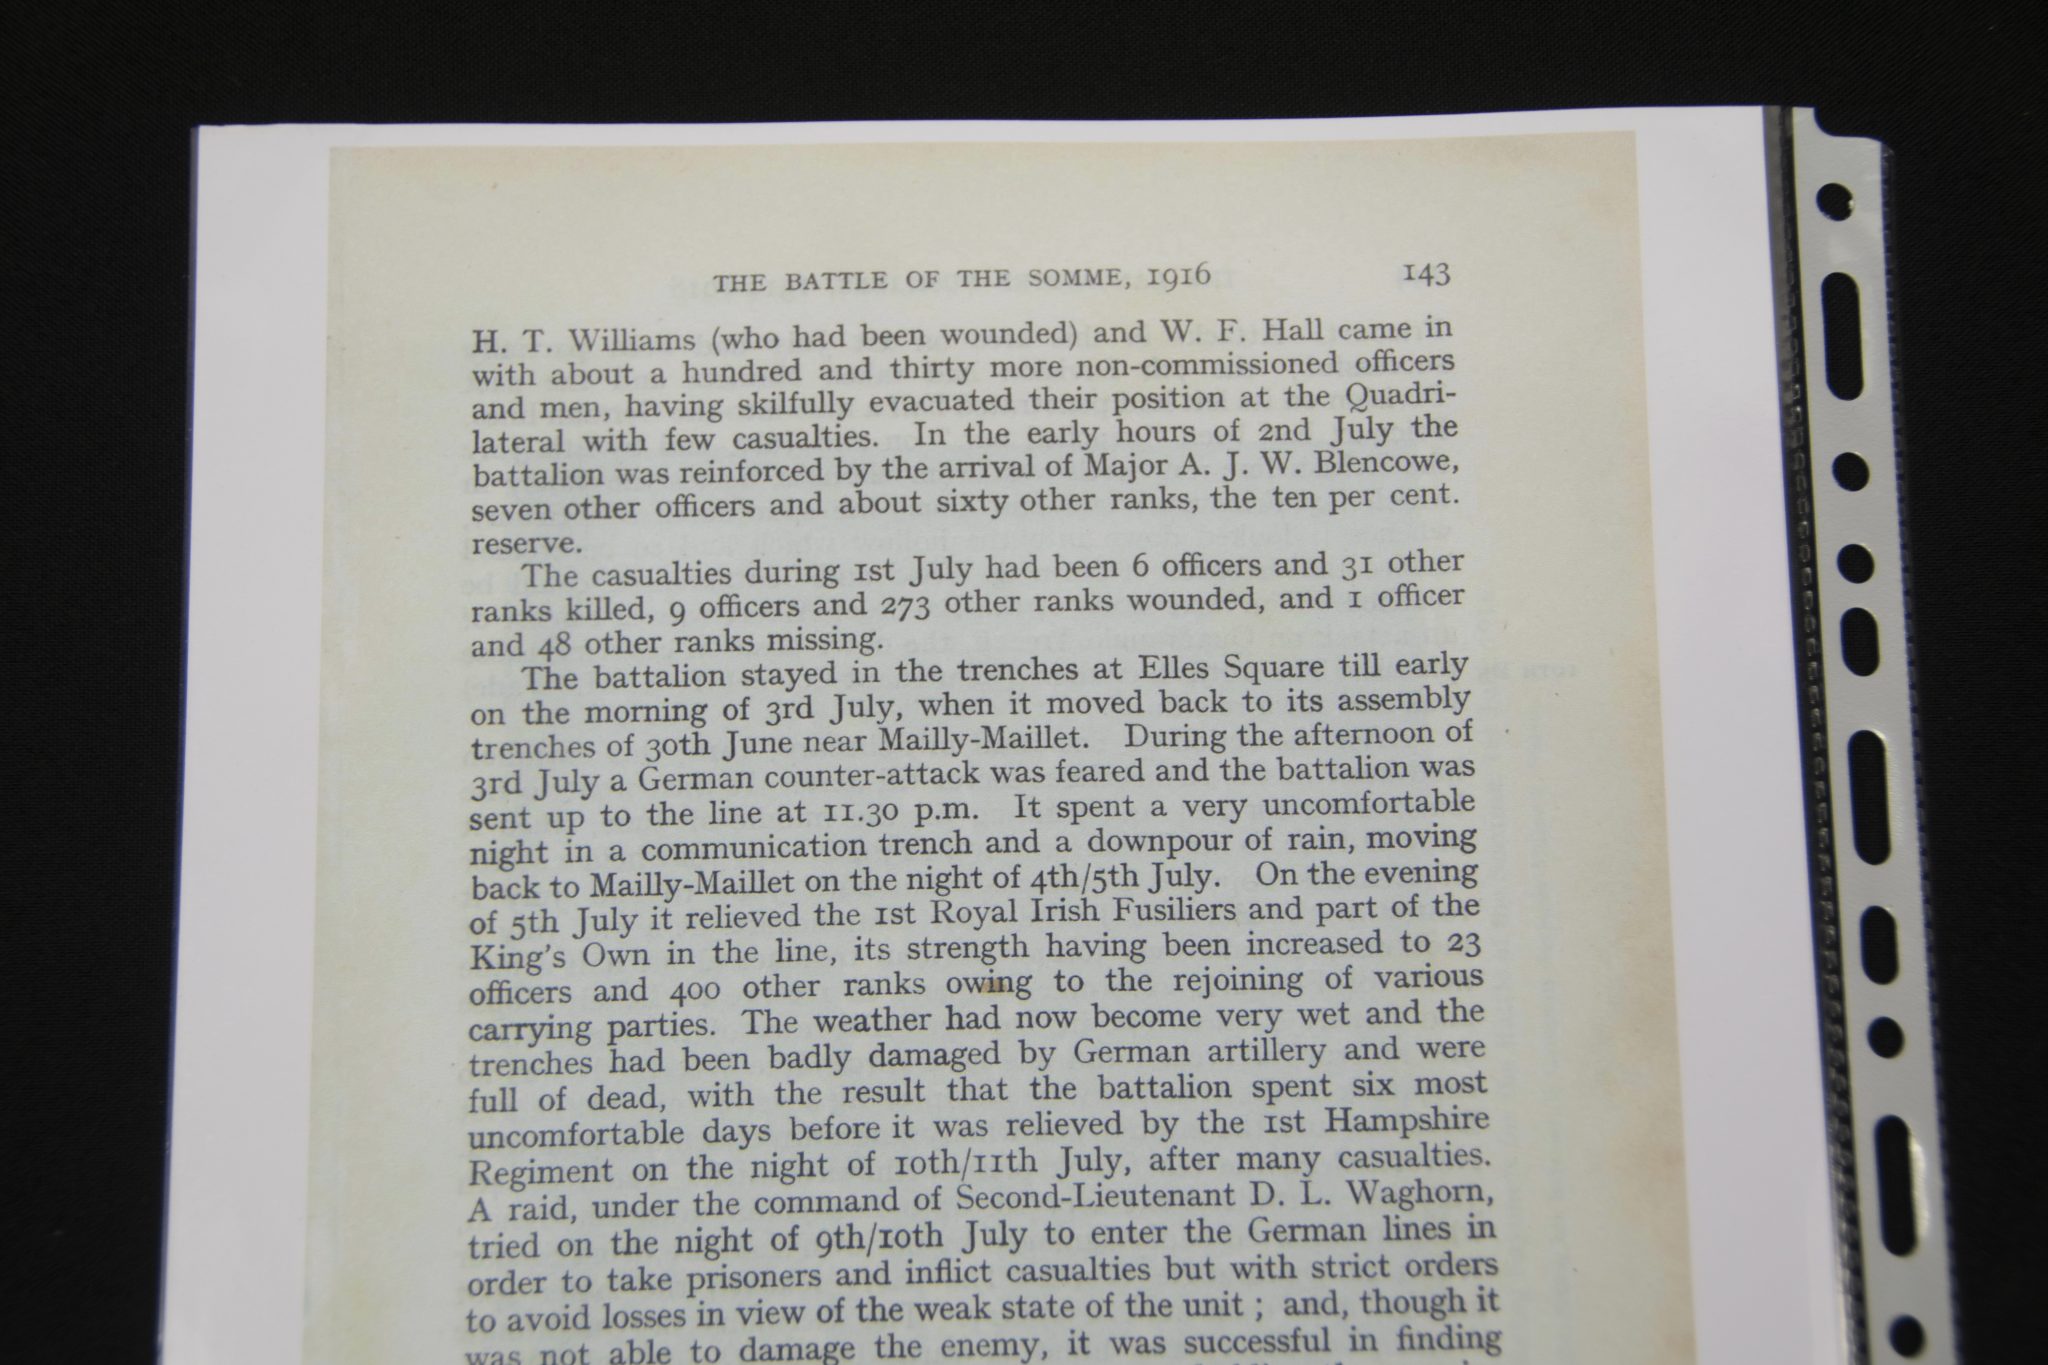 THE BATTLE OF THE SOMME, 1916 143
H. T. Williams (who had been wounded) and W. F. Hall came in
with about a hundred and thirty more non-commissioned officers
and men, having skilfully evacuated their position at the Quadri-
lateral with few casualties. In the early hours of 2nd July the
battalion was reinforced by the arrival of Major A. J. W. Blencowe,
seven other officers and about sixty other ranks, the ten per cent.
reserve.
The casualties during 1st July had been 6 officers and 31 other
ranks killed, 9 officers and 273 other ranks wounded, and 1 officer
and 48 other ranks missing.
The battalion stayed in the trenches at Elles Square till early
on the morning of 3rd July, when it moved back to its assembly
trenches of 30th June near Mailly-Maillet. During the afternoon of
3rd July a German counter-attack was feared and the battalion was
sent up to the line at 11.30 p.m. It spent a very uncomfortable
night in a communication trench and a downpour of rain, moving
back to Mailly-Maillet on the night of 4th/5th July. On the evening
of 5th July it relieved the 1st Royal Irish Fusiliers and part of the
King's Own in the line, its strength having been increased to 23
officers and 400 other ranks owing to the rejoining of various
carrying parties. The weather had now become very wet and the
trenches had been badly damaged by German artillery and were
full of dead, with the result that the battalion spent six most
uncomfortable days before it was relieved by the 1st Hampshire
Regiment on the night of 10th/11th July, after many casualties.
A raid, under the command of Second-Lieutenant D. L. Waghorn,
tried on the night of 9th/10th July to enter the German lines in
order to take prisoners and inflict casualties but with strict orders
to avoid losses in view of the weak state of the unit ; and, though it
was not able to damage the enemy, it was successful in finding